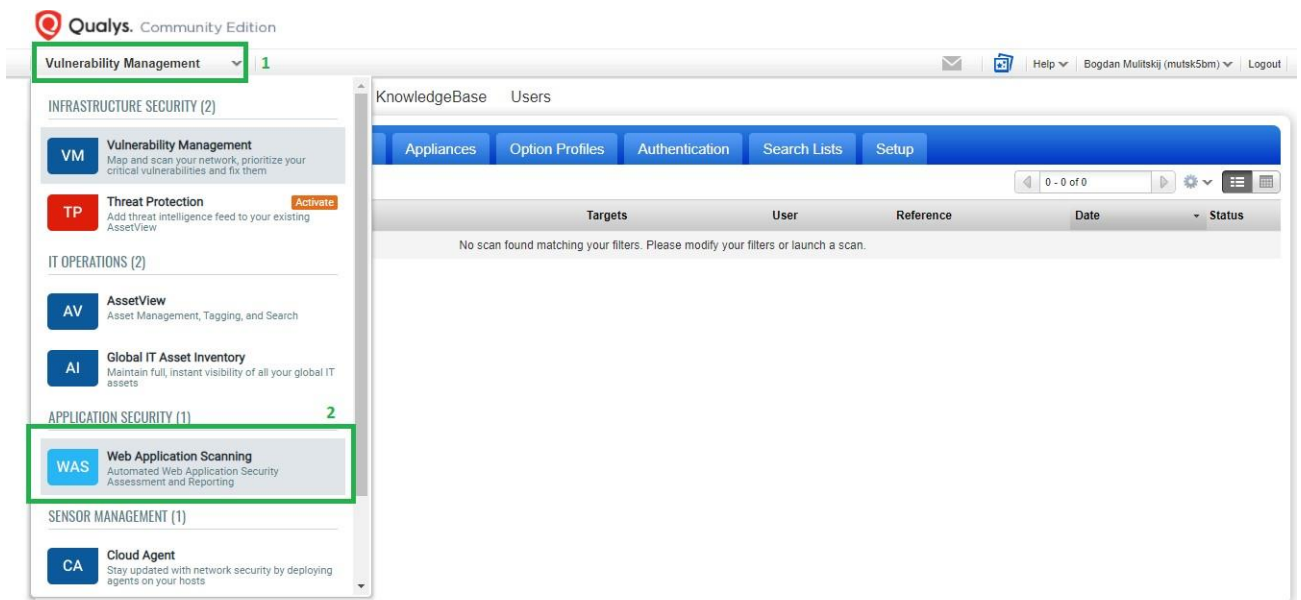 Qualys. Community Edition
Vulnerability Management 1
Help Bogdan Mulitskij (mutsk5bm) Logout
INFRASTRUCTURE SECURITY (2)
VM
Vulnerability Management
Map and scan your network, prioritize your
critical vulnerabilities and fix them
TP
Threat Protection Activate
Add threat intelligence feed to your existing
AssetView
IT OPERATIONS (2)
AV
AssetView
Asset Management, Tagging, and Search
AI
Global IT Asset Inventory
Maintain full, instant visibility of all your global IT
assets
APPLICATION SECURITY (1) 2
WAS
Web Application Scanning
Automated Web Application Security
Assessment and Reporting
SENSOR MANAGEMENT (1)
CA
Cloud Agent
Stay updated with network security by deploying
agents on your hosts
KnowledgeBase Users
Appliances Option Profiles Authentication Search Lists Setup
0 - 0 of 0
Targets User Reference Date Status
No scan found matching your filters. Please modify your filters or launch a scan.